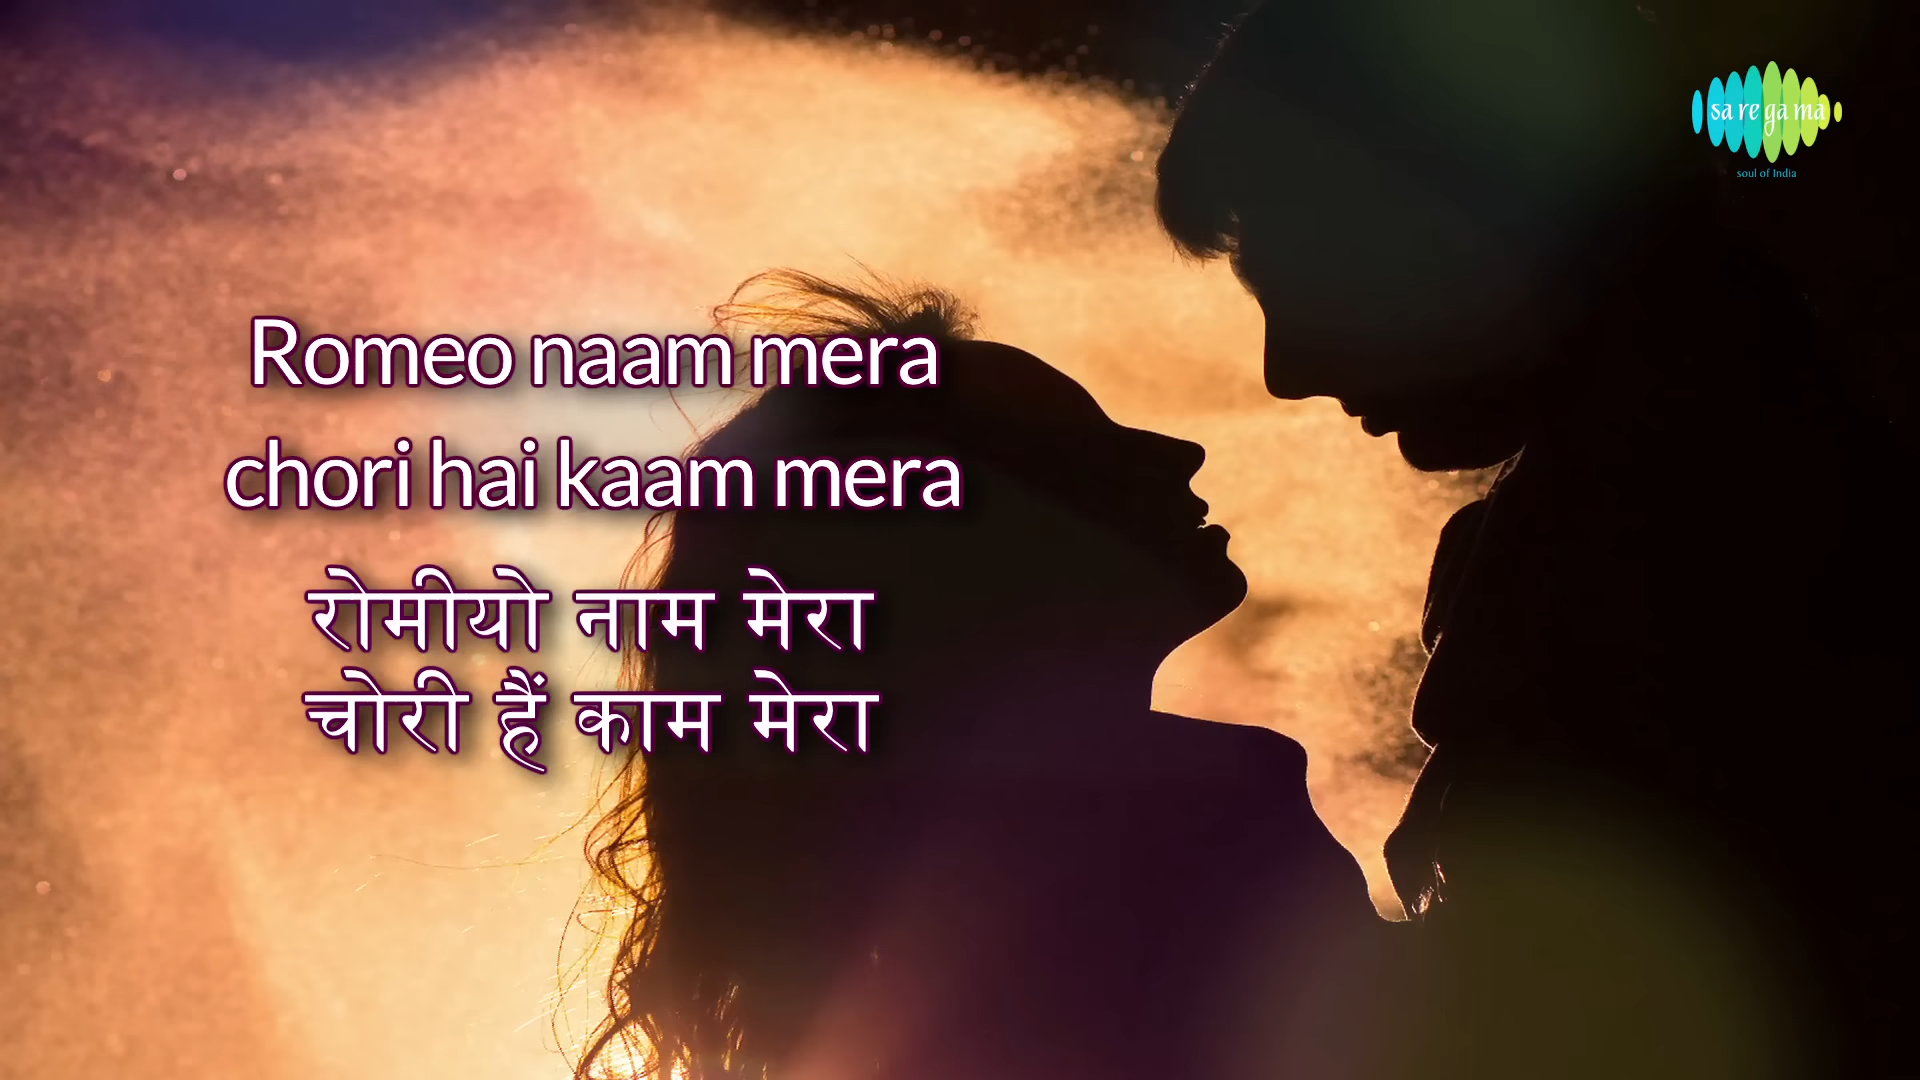 sa re ga ma
soul of India
Romeo naam mera
chori hai kaam mera
रोमीयो नाम मेरा
चोरी हैं काम मेरा